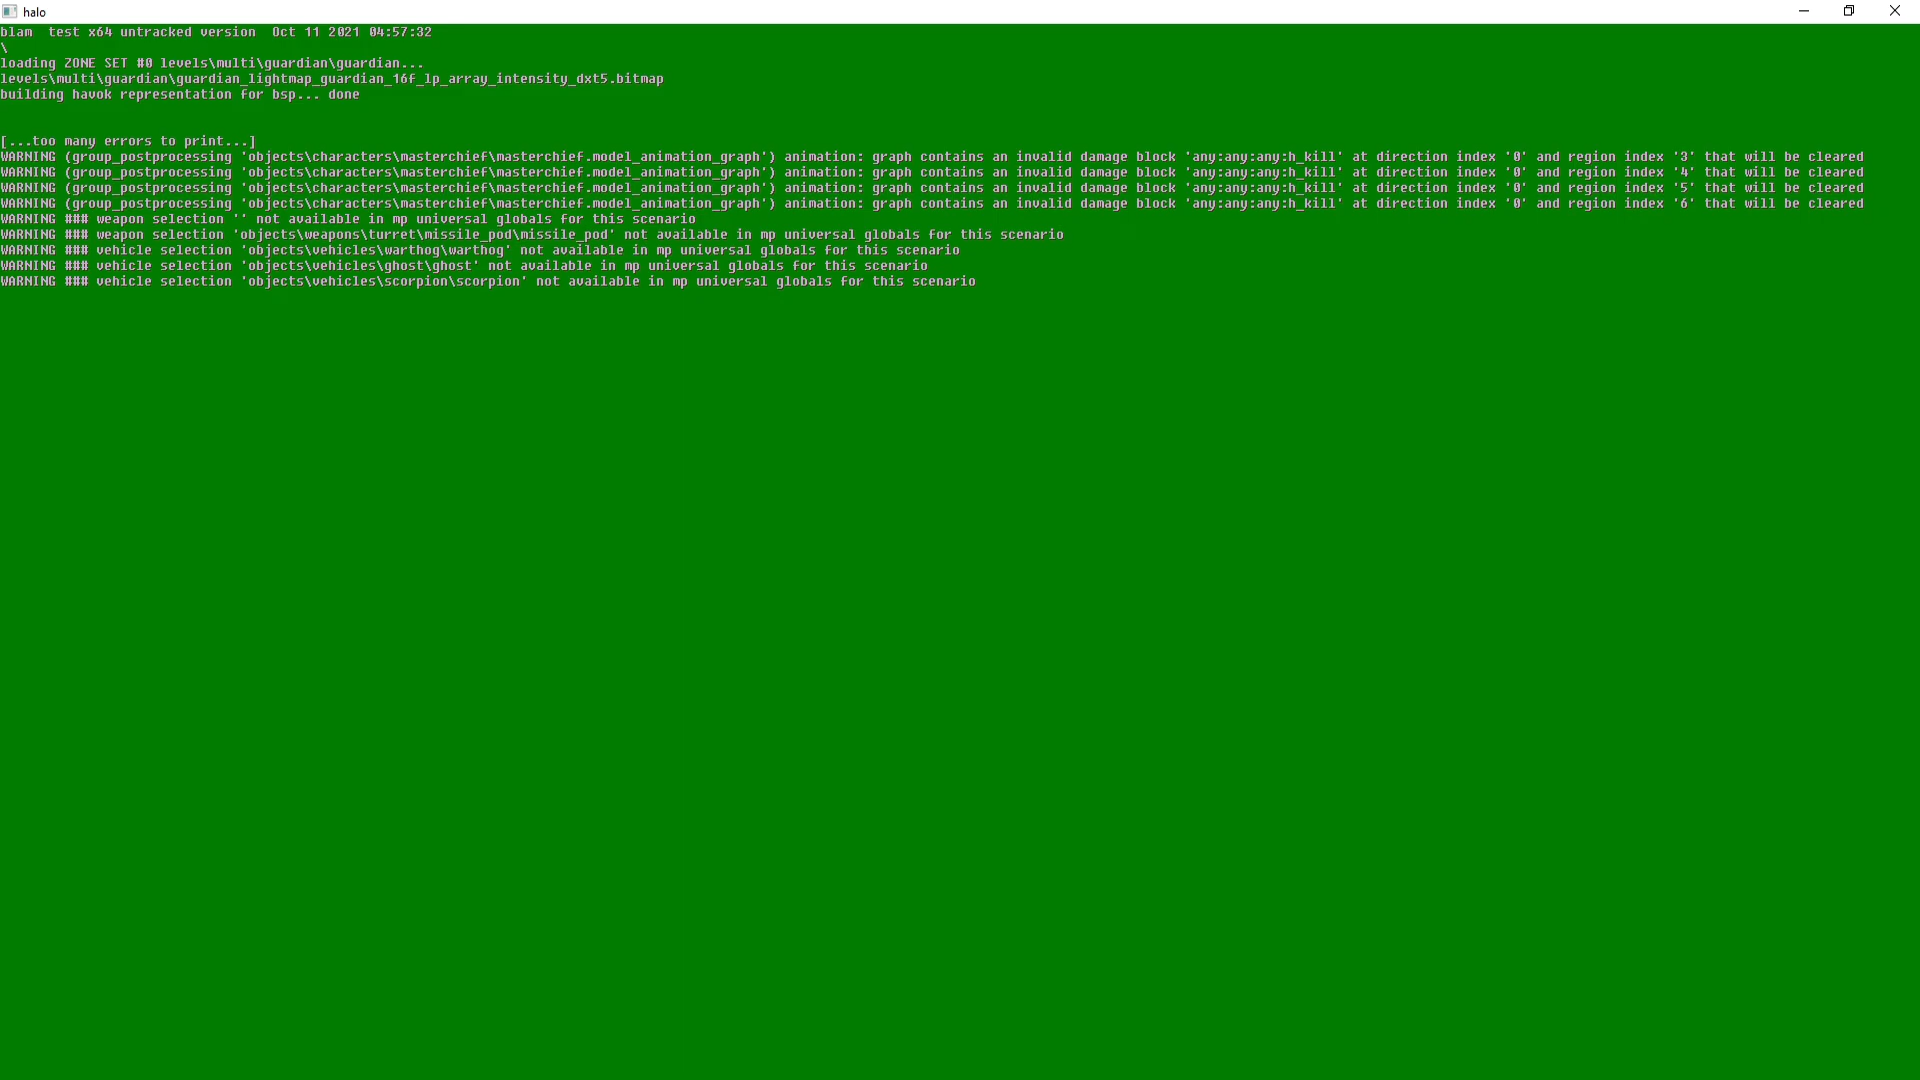 halo
blam  test x64 untracked version  Oct 11 2021 04:57:32
\
loading ZONE SET #0 levels\multi\guardian\guardian...
levels\multi\guardian\guardian_lightmap_guardian_16f_lp_array_intensity_dxt5.bitmap
building havok representation for bsp... done
[...too many errors to print...]
WARNING (group_postprocessing 'objects\characters\masterchief\masterchief.model_animation_graph') animation: graph contains an invalid damage block 'any:any:any:h_kill' at direction index '0' and region index '3' that will be cleared
WARNING (group_postprocessing 'objects\characters\masterchief\masterchief.model_animation_graph') animation: graph contains an invalid damage block 'any:any:any:h_kill' at direction index '0' and region index '4' that will be cleared
WARNING (group_postprocessing 'objects\characters\masterchief\masterchief.model_animation_graph') animation: graph contains an invalid damage block 'any:any:any:h_kill' at direction index '0' and region index '5' that will be cleared
WARNING (group_postprocessing 'objects\characters\masterchief\masterchief.model_animation_graph') animation: graph contains an invalid damage block 'any:any:any:h_kill' at direction index '0' and region index '6' that will be cleared
WARNING ### weapon selection '' not available in mp universal globals for this scenario
WARNING ### weapon selection 'objects\weapons\turret\missile_pod\missile_pod' not available in mp universal globals for this scenario
WARNING ### vehicle selection 'objects\vehicles\warthog\warthog' not available in mp universal globals for this scenario
WARNING ### vehicle selection 'objects\vehicles\ghost\ghost' not available in mp universal globals for this scenario
WARNING ### vehicle selection 'objects\vehicles\scorpion\scorpion' not available in mp universal globals for this scenario